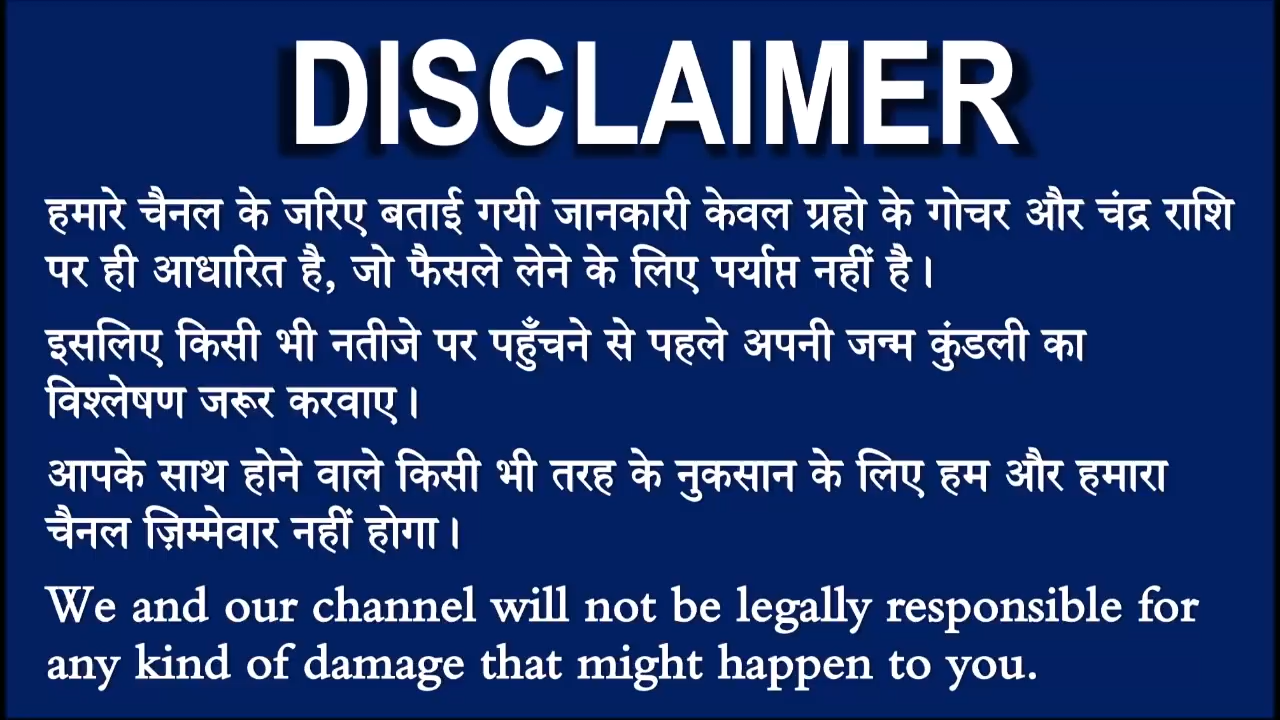 DISCLAIMER
हमारे चैनल के जरिए बताई गयी जानकारी केवल ग्रहो के गोचर और चंद्र राशि
पर ही आधारित है, जो फैसले लेने के लिए पर्याप्त नहीं है।
इसलिए किसी भी नतीजे पर पहुँचने से पहले अपनी जन्म कुंडली का
विश्लेषण जरूर करवाए।
आपके साथ होने वाले किसी भी तरह के नुकसान के लिए हम और हमारा
चैनल ज़िम्मेवार नहीं होगा।
We and our channel will not be legally responsible for
any kind of damage that might happen to you.